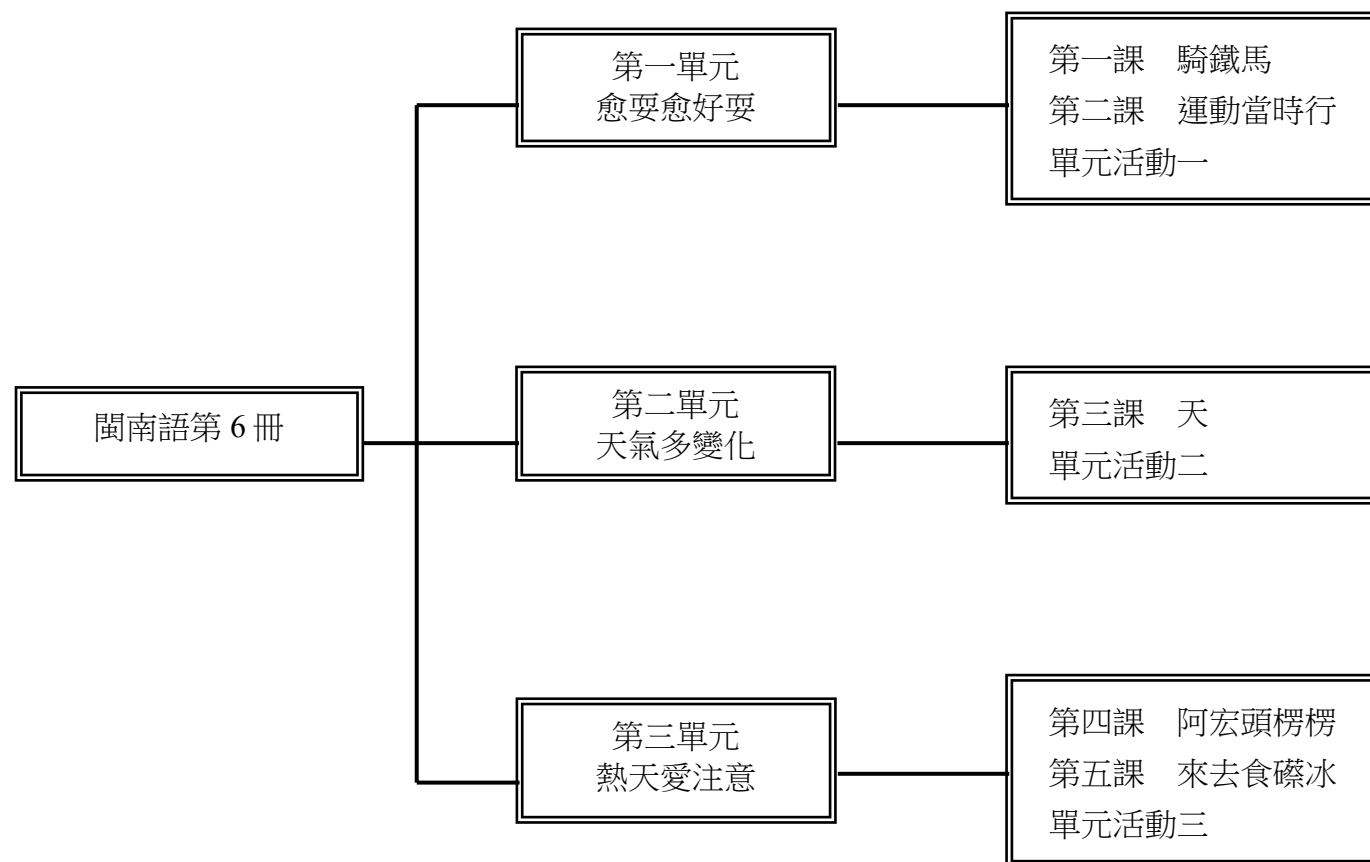 閩南語第 6 冊
第一單元
愈耍愈好耍
第一課　騎鐵馬
第二課　運動當時行
單元活動一
第二單元
天氣多變化
第三課　天
單元活動二
第三單元
熱天愛注意
第四課　阿宏頭楞楞
第五課　來去食礤冰
單元活動三